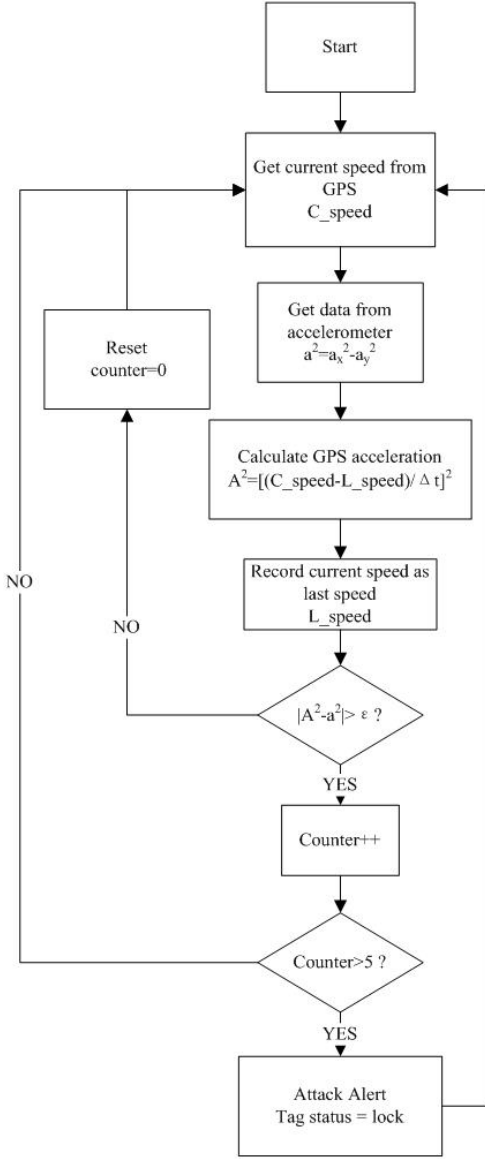 Start
Get current speed from
GPS
C_speed
Get data from
accelerometer
a²=aₓ²-a_y²
Reset
counter=0
Calculate GPS acceleration
A²=[(C_speed-L_speed)/Δt]²
Record current speed as
last speed
L_speed
NO
NO
|A²-a²|> ε ?
YES
Counter++
Counter>5 ?
YES
Attack Alert
Tag status = lock